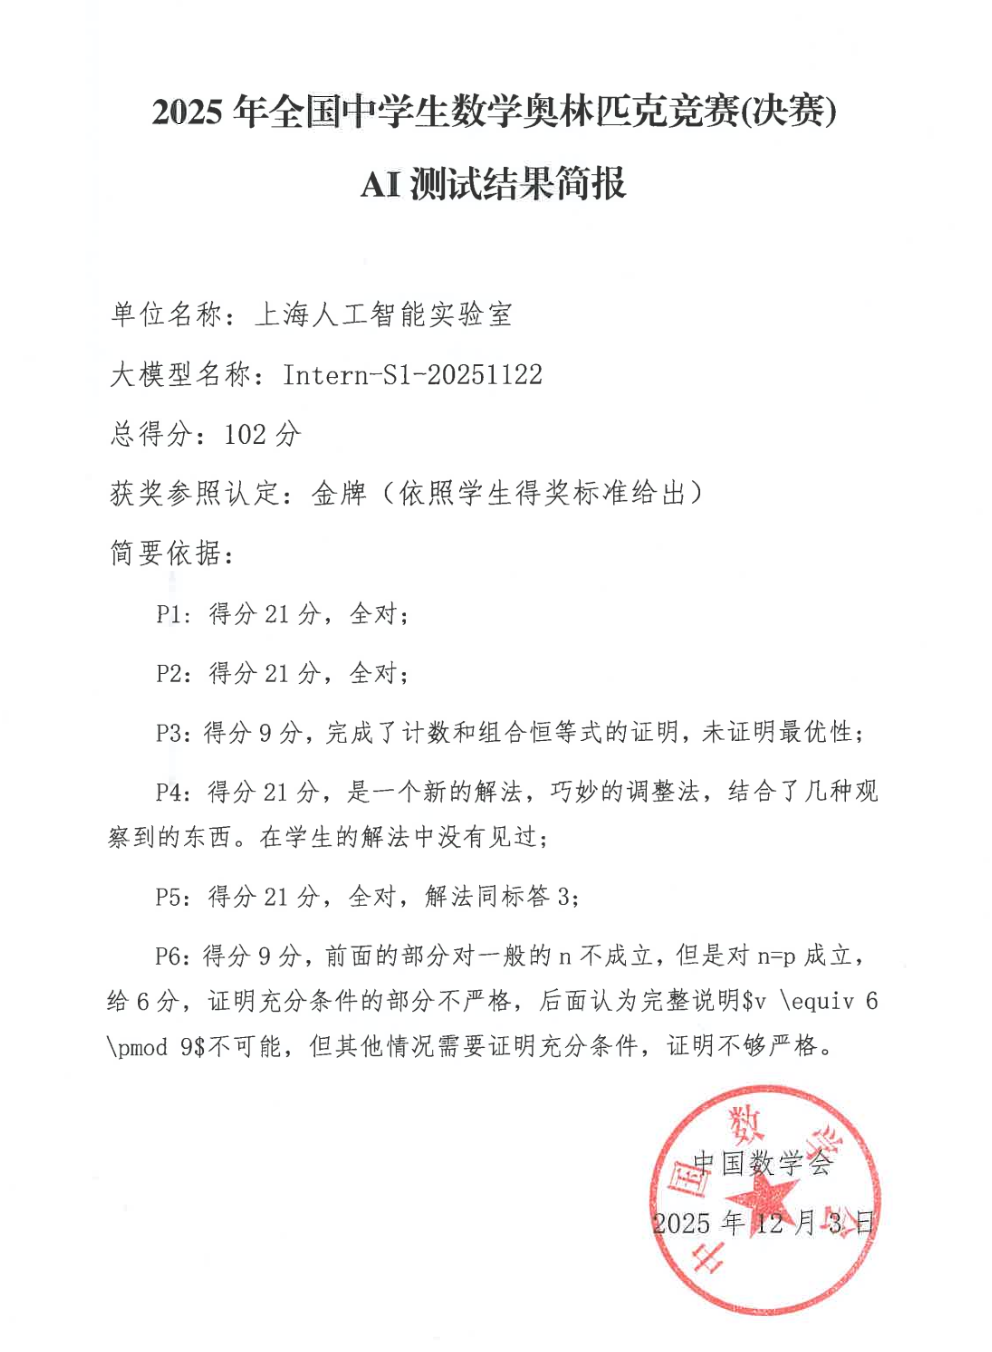 2025 年全国中学生数学奥林匹克竞赛(决赛)
AI 测试结果简报
单位名称：上海人工智能实验室
大模型名称：Intern-S1-20251122
总得分：102 分
获奖参照认定：金牌（依照学生得奖标准给出）
简要依据：
P1：得分 21 分，全对；
P2：得分 21 分，全对；
P3：得分 9 分，完成了计数和组合恒等式的证明，未证明最优性；
P4：得分 21 分，是一个新的解法，巧妙的调整法，结合了几种观
察到的东西。在学生的解法中没有见过；
P5：得分 21 分，全对，解法同标答 3；
P6：得分 9 分，前面的部分对一般的 n 不成立，但是对 n=p 成立，
给 6 分，证明充分条件的部分不严格，后面认为完整说明$v \equiv 6
\pmod 9$不可能，但其他情况需要证明充分条件，证明不够严格。
中国数学会
中国数学会
2025 年 12 月 3 日